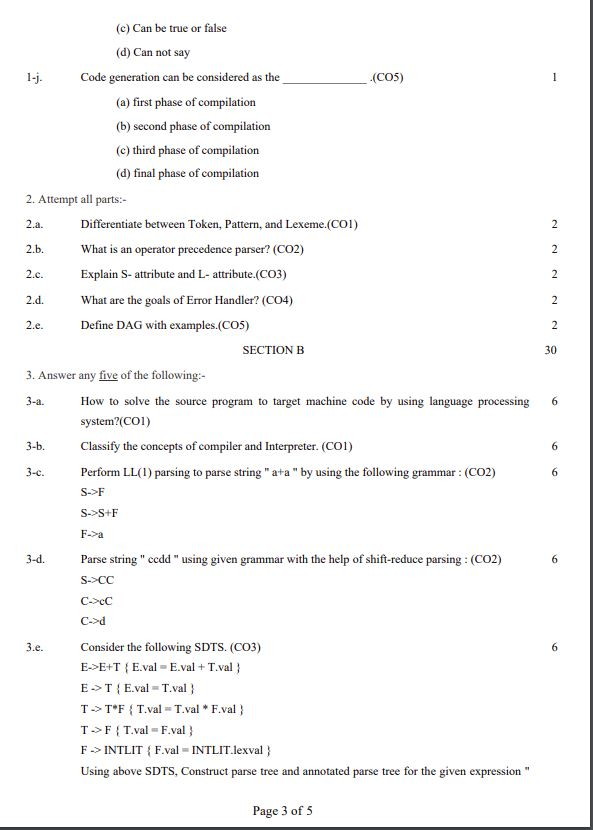 (c) Can be true or false
(d) Can not say
1-j. Code generation can be considered as the ______________ .(CO5) 1
(a) first phase of compilation
(b) second phase of compilation
(c) third phase of compilation
(d) final phase of compilation
2. Attempt all parts:-
2.a. Differentiate between Token, Pattern, and Lexeme.(CO1) 2
2.b. What is an operator precedence parser? (CO2) 2
2.c. Explain S- attribute and L- attribute.(CO3) 2
2.d. What are the goals of Error Handler? (CO4) 2
2.e. Define DAG with examples.(CO5) 2
SECTION B 30
3. Answer any five of the following:-
3-a. How to solve the source program to target machine code by using language processing 6
system?(CO1)
3-b. Classify the concepts of compiler and Interpreter. (CO1) 6
3-c. Perform LL(1) parsing to parse string " a+a " by using the following grammar : (CO2) 6
S->F
S->S+F
F->a
3-d. Parse string " ccdd " using given grammar with the help of shift-reduce parsing : (CO2) 6
S->CC
C->cC
C->d
3.e. Consider the following SDTS. (CO3) 6
E->E+T { E.val = E.val + T.val }
E -> T { E.val = T.val }
T -> T*F { T.val = T.val * F.val }
T -> F { T.val = F.val }
F -> INTLIT { F.val = INTLIT.lexval }
Using above SDTS, Construct parse tree and annotated parse tree for the given expression "
Page 3 of 5